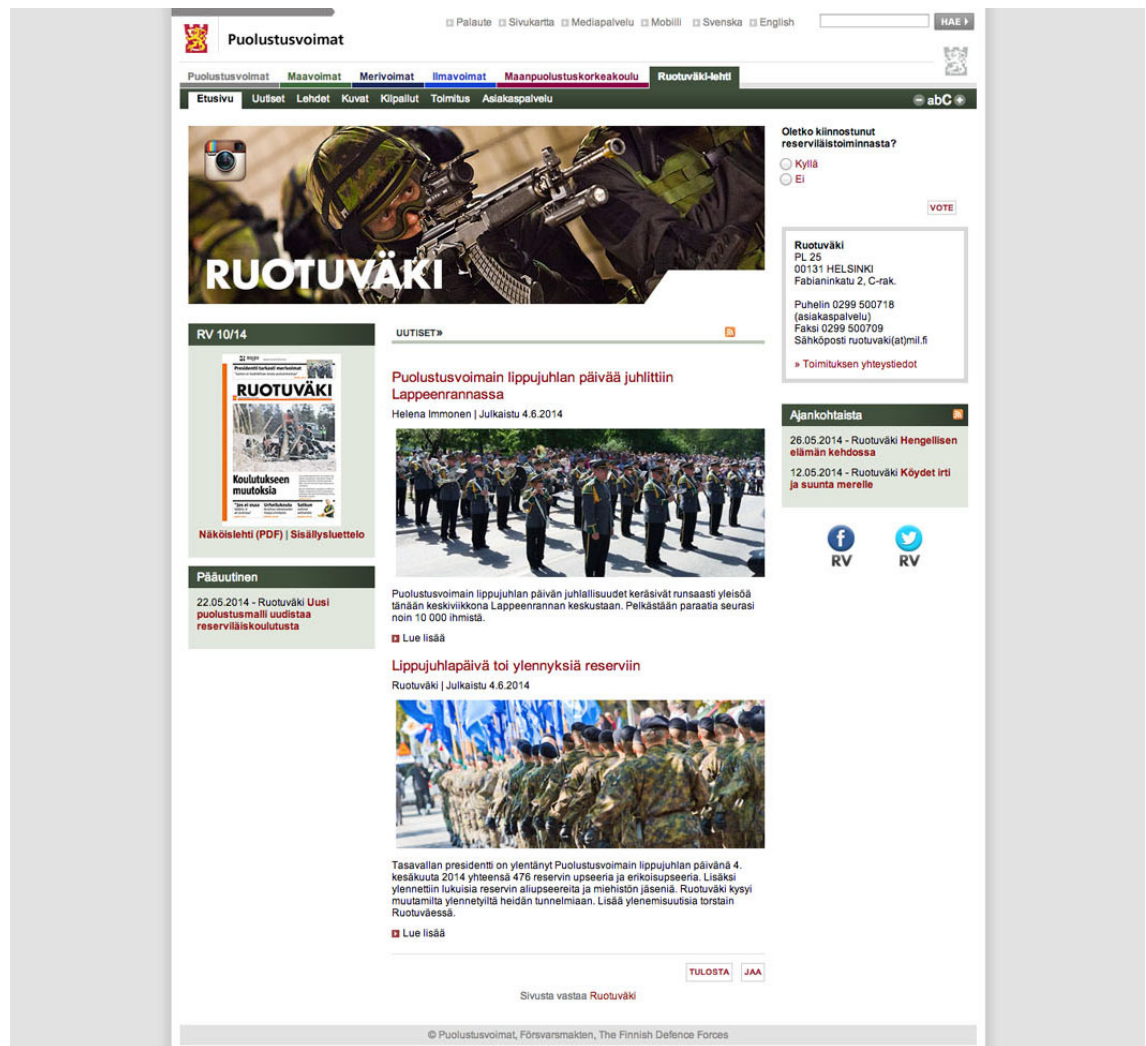 Palaute Sivukartta Mediapalvelu Mobiili Svenska English
HAE
Puolustusvoimat
Puolustusvoimat Maavoimat Merivoimat Ilmavoimat Maanpuolustuskorkeakoulu Ruotuväki-lehti
Etusivu Uutiset Lehdet Kuvat Kilpailut Toimitus Asiakaspalvelu
abC
RUOTUVÄKI
Oletko kiinnostunut
reserviläistoiminnasta?
Kyllä
Ei
VOTE
Ruotuväki
PL 25
00131 HELSINKI
Fabianinkatu 2, C-rak.
Puhelin 0299 500718
(asiakaspalvelu)
Faksi 0299 500709
Sähköposti ruotuvaki(at)mil.fi
» Toimituksen yhteystiedot
Ajankohtaista
26.05.2014 - Ruotuväki Hengellisen
elämän kehdossa
12.05.2014 - Ruotuväki Köydet irti
ja suunta merelle
RV
RV
RV 10/14
Presidentti tarkasti merivoimat
RUOTUVÄKI
Koulutukseen
muutoksia
Näköislehti (PDF) | Sisällysluettelo
Pääuutinen
22.05.2014 - Ruotuväki Uusi
puolustusmalli uudistaa
reserviläiskoulutusta
UUTISET»
Puolustusvoimain lippujuhlan päivää juhlittiin
Lappeenrannassa
Helena Immonen | Julkaistu 4.6.2014
Puolustusvoimain lippujuhlan päivän juhlallisuudet keräsivät runsaasti yleisöä
tänään keskiviikkona Lappeenrannan keskustaan. Pelkästään paraatia seurasi
noin 10 000 ihmistä.
Lue lisää
Lippujuhlapäivä toi ylennyksiä reserviin
Ruotuväki | Julkaistu 4.6.2014
Tasavallan presidentti on ylentänyt Puolustusvoimain lippujuhlan päivänä 4.
kesäkuuta 2014 yhteensä 476 reservin upseeria ja erikoisupseeria. Lisäksi
ylennettiin lukuisia reservin aliupseereita ja miehistön jäseniä. Ruotuväki kysyi
muutamilta ylennetyiltä heidän tunnelmiaan. Lisää ylenemisuutisia torstain
Ruotuväessä.
Lue lisää
TULOSTA JAA
Sivusta vastaa Ruotuväki
© Puolustusvoimat, Försvarsmakten, The Finnish Defence Forces